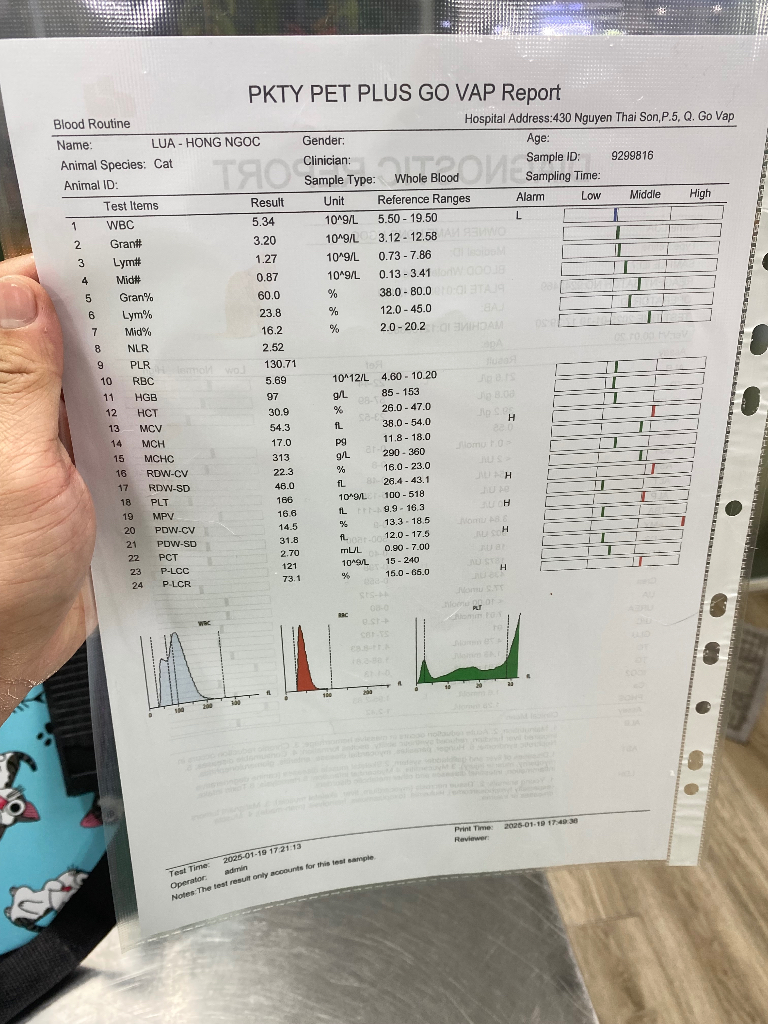 PKTY PET PLUS GO VAP Report
Blood Routine Hospital Address:430 Nguyen Thai Son,P.5, Q. Go Vap
Name: LUA - HONG NGOC Gender: Age:
Animal Species: Cat Clinician: Sample ID: 9299816
Animal ID: Sample Type: Whole Blood Sampling Time:
Test Items Result Unit Reference Ranges Alarm Low Middle High
1 WBC 5.34 10^9/L 5.50 - 19.50 L
2 Gran# 3.20 10^9/L 3.12 - 12.58
3 Lym# 1.27 10^9/L 0.73 - 7.86
4 Mid# 0.87 10^9/L 0.13 - 3.41
5 Gran% 60.0 % 38.0 - 80.0
6 Lym% 23.8 % 12.0 - 45.0
7 Mid% 16.2 % 2.0 - 20.2
8 NLR 2.52
9 PLR 130.71
10 RBC 5.69 10^12/L 4.60 - 10.20
11 HGB 97 g/L 85 - 153
12 HCT 30.9 % 26.0 - 47.0
13 MCV 54.3 fL 38.0 - 54.0 H
14 MCH 17.0 pg 11.8 - 18.0
15 MCHC 313 g/L 290 - 360
16 RDW-CV 22.3 % 16.0 - 23.0
17 RDW-SD 46.0 fL 26.4 - 43.1 H
18 PLT 166 10^9/L 100 - 518
19 MPV 16.6 fL 9.9 - 16.3 H
20 PDW-CV 14.5 % 13.3 - 18.5
21 PDW-SD 31.8 fL 12.0 - 17.5 H
22 PCT 2.70 mL/L 0.90 - 7.00
23 P-LCC 121 10^9/L 15 - 240
24 P-LCR 73.1 % 15.0 - 65.0 H
WBC RBC PLT
0 100 200 300 fL 0 100 200 fL 0 10 20 30 fL
Test Time: 2025-01-19 17:21:13 Print Time: 2025-01-19 17:49:36
Operator: admin Reviewer:
Notes:The test result only accounts for this test sample.